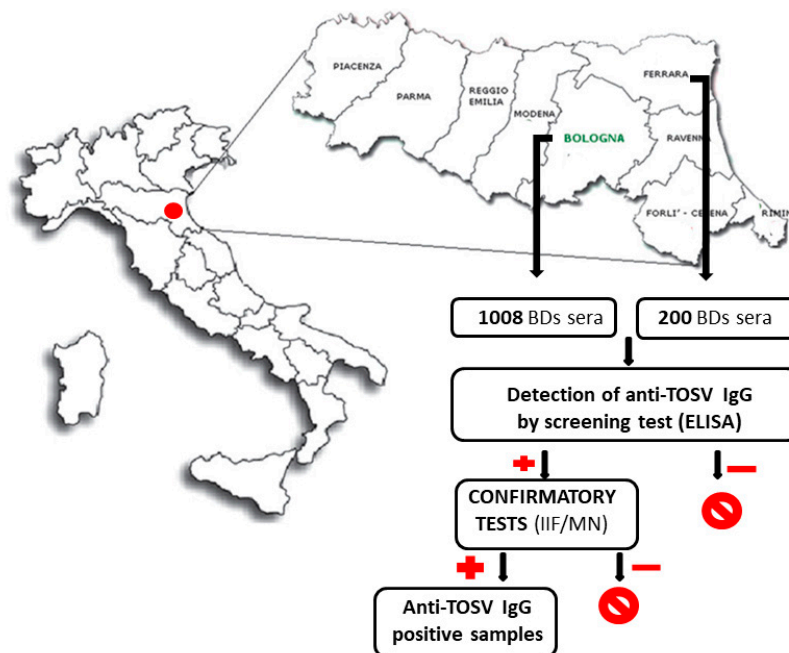 PIACENZA
PARMA
REGGIO
EMILIA
MODENA
BOLOGNA
FERRARA
RAVENNA
FORLI' - CESENA
RIMIN
1008 BDs sera
200 BDs sera
Detection of anti-TOSV IgG
by screening test (ELISA)
CONFIRMATORY
TESTS (IIF/MN)
Anti-TOSV IgG
positive samples